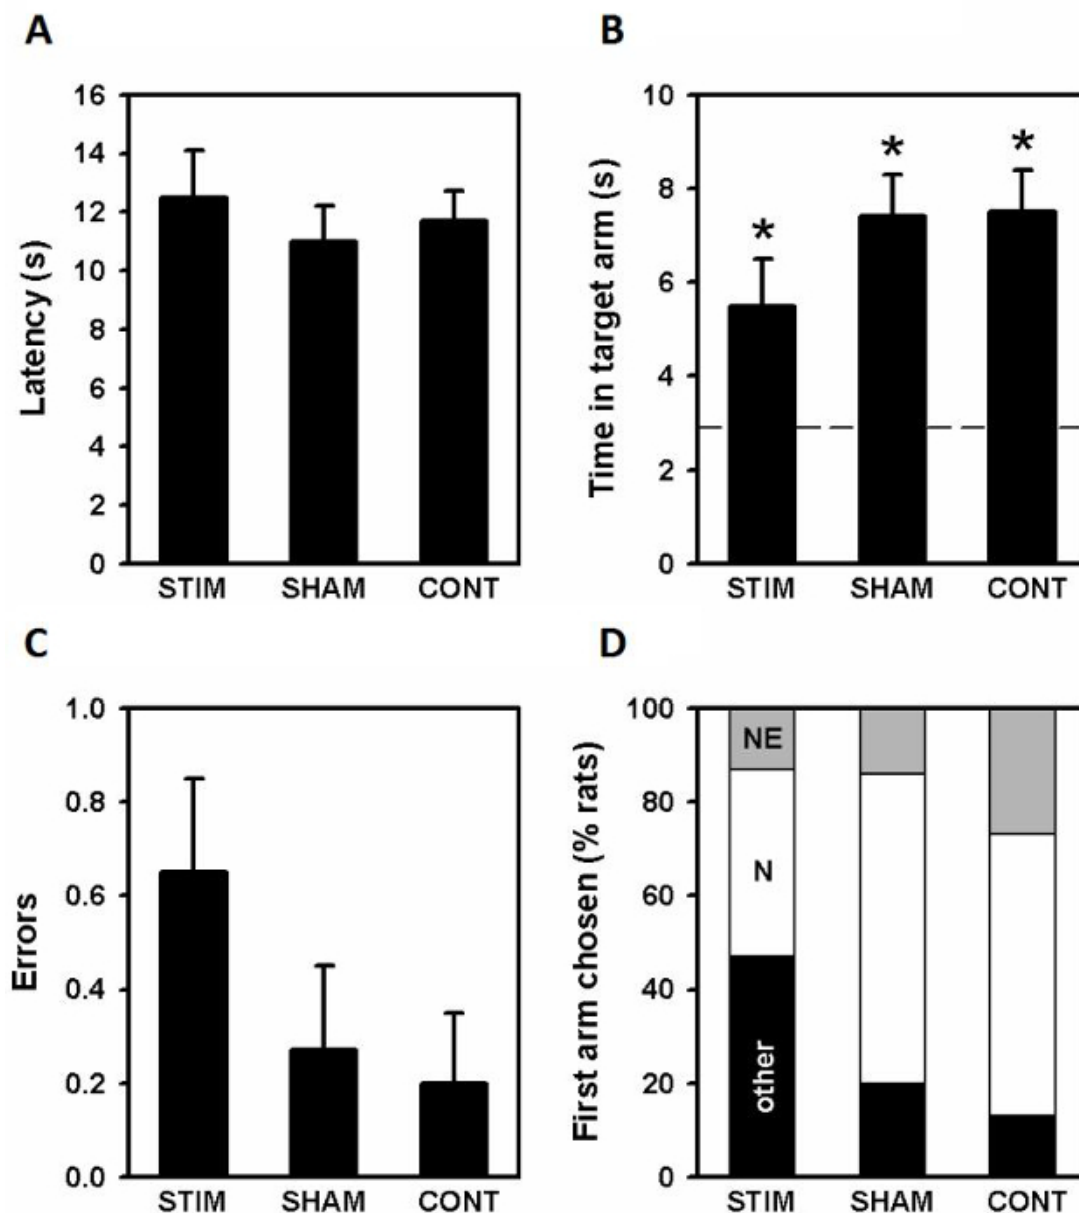 A
Latency (s)
16
14
12
10
8
6
4
2
0
STIM SHAM CONT
B
Time in target arm (s)
10
8
6
4
2
0
* * *
STIM SHAM CONT
C
Errors
1.0
0.8
0.6
0.4
0.2
0.0
STIM SHAM CONT
D
First arm chosen (% rats)
100
80
60
40
20
0
NE
N
other
STIM SHAM CONT